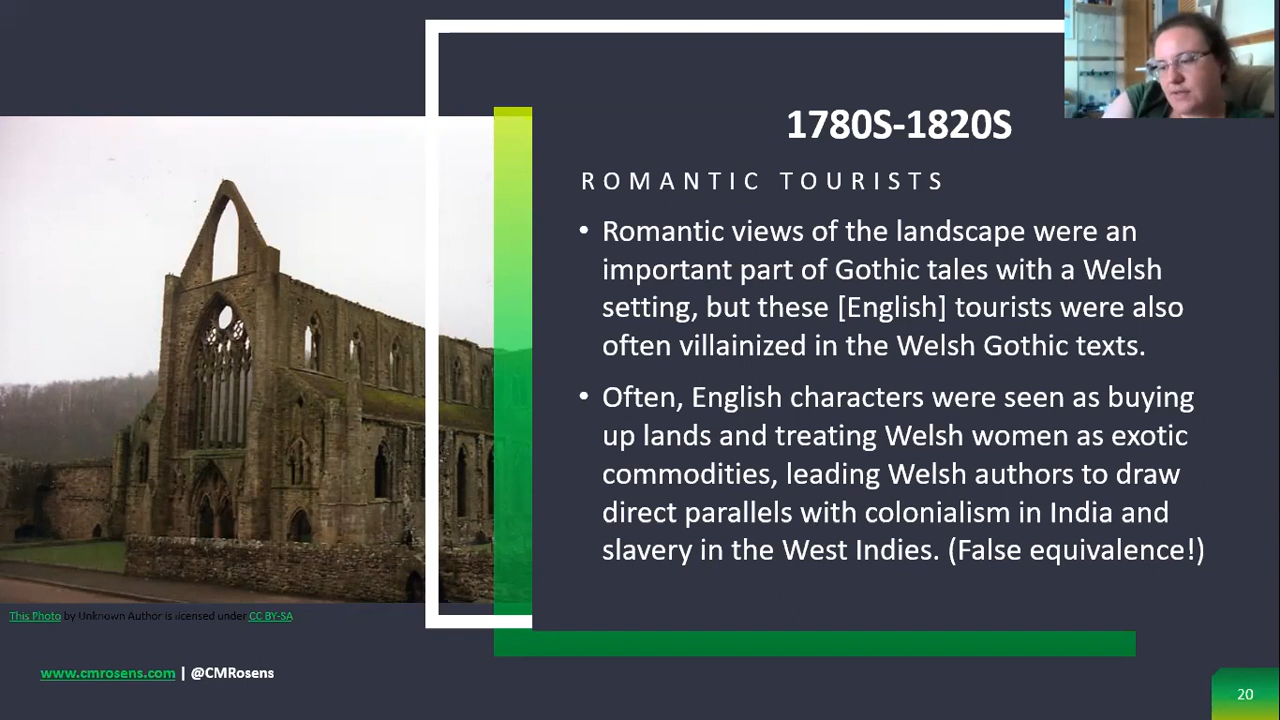 1780S-1820S
ROMANTIC TOURISTS
• Romantic views of the landscape were an
important part of Gothic tales with a Welsh
setting, but these [English] tourists were also
often villainized in the Welsh Gothic texts.
• Often, English characters were seen as buying
up lands and treating Welsh women as exotic
commodities, leading Welsh authors to draw
direct parallels with colonialism in India and
slavery in the West Indies. (False equivalence!)
This Photo by Unknown Author is licensed under CC BY-SA
www.cmrosens.com | @CMRosens
20